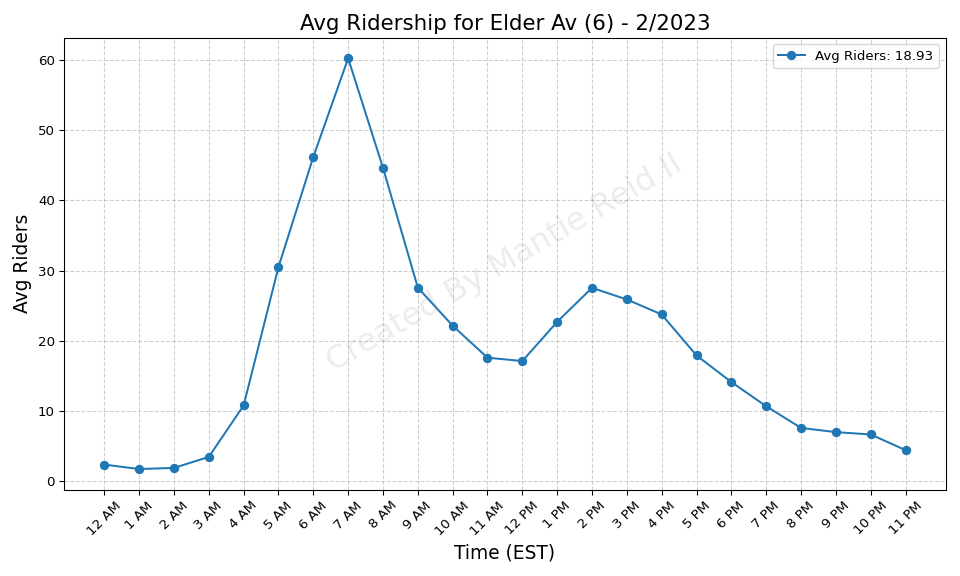 Avg Ridership for Elder Av (6) - 2/2023
Avg Riders: 18.93
Avg Riders
60
50
40
30
20
10
0
Created By Mantie Reid II
12 AM
1 AM
2 AM
3 AM
4 AM
5 AM
6 AM
7 AM
8 AM
9 AM
10 AM
11 AM
12 PM
1 PM
2 PM
3 PM
4 PM
5 PM
6 PM
7 PM
8 PM
9 PM
10 PM
11 PM
Time (EST)